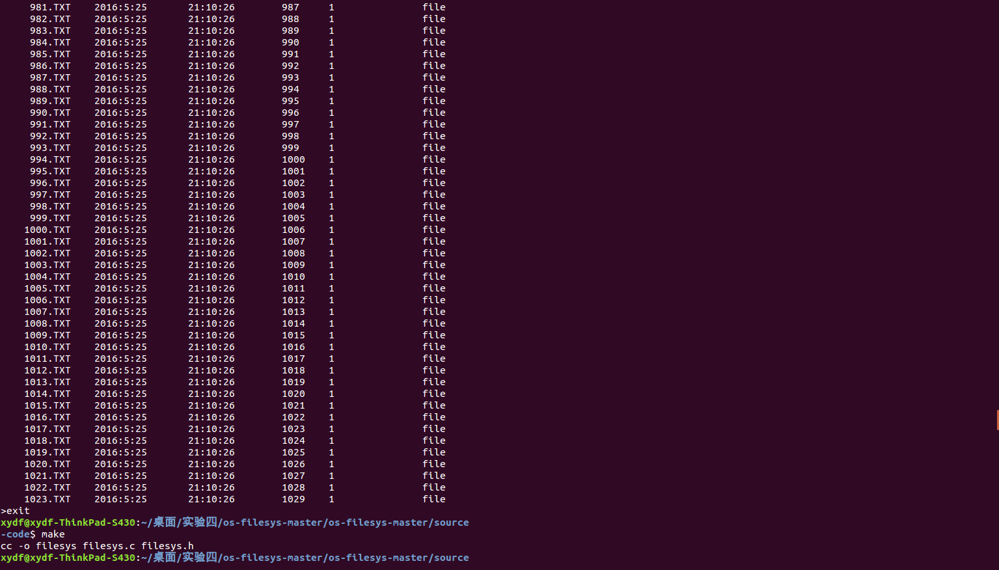 981.TXT 2016:5:25 21:10:26 987 1 file
982.TXT 2016:5:25 21:10:26 988 1 file
983.TXT 2016:5:25 21:10:26 989 1 file
984.TXT 2016:5:25 21:10:26 990 1 file
985.TXT 2016:5:25 21:10:26 991 1 file
986.TXT 2016:5:25 21:10:26 992 1 file
987.TXT 2016:5:25 21:10:26 993 1 file
988.TXT 2016:5:25 21:10:26 994 1 file
989.TXT 2016:5:25 21:10:26 995 1 file
990.TXT 2016:5:25 21:10:26 996 1 file
991.TXT 2016:5:25 21:10:26 997 1 file
992.TXT 2016:5:25 21:10:26 998 1 file
993.TXT 2016:5:25 21:10:26 999 1 file
994.TXT 2016:5:25 21:10:26 1000 1 file
995.TXT 2016:5:25 21:10:26 1001 1 file
996.TXT 2016:5:25 21:10:26 1002 1 file
997.TXT 2016:5:25 21:10:26 1003 1 file
998.TXT 2016:5:25 21:10:26 1004 1 file
999.TXT 2016:5:25 21:10:26 1005 1 file
1000.TXT 2016:5:25 21:10:26 1006 1 file
1001.TXT 2016:5:25 21:10:26 1007 1 file
1002.TXT 2016:5:25 21:10:26 1008 1 file
1003.TXT 2016:5:25 21:10:26 1009 1 file
1004.TXT 2016:5:25 21:10:26 1010 1 file
1005.TXT 2016:5:25 21:10:26 1011 1 file
1006.TXT 2016:5:25 21:10:26 1012 1 file
1007.TXT 2016:5:25 21:10:26 1013 1 file
1008.TXT 2016:5:25 21:10:26 1014 1 file
1009.TXT 2016:5:25 21:10:26 1015 1 file
1010.TXT 2016:5:25 21:10:26 1016 1 file
1011.TXT 2016:5:25 21:10:26 1017 1 file
1012.TXT 2016:5:25 21:10:26 1018 1 file
1013.TXT 2016:5:25 21:10:26 1019 1 file
1014.TXT 2016:5:25 21:10:26 1020 1 file
1015.TXT 2016:5:25 21:10:26 1021 1 file
1016.TXT 2016:5:25 21:10:26 1022 1 file
1017.TXT 2016:5:25 21:10:26 1023 1 file
1018.TXT 2016:5:25 21:10:26 1024 1 file
1019.TXT 2016:5:25 21:10:26 1025 1 file
1020.TXT 2016:5:25 21:10:26 1026 1 file
1021.TXT 2016:5:25 21:10:26 1027 1 file
1022.TXT 2016:5:25 21:10:26 1028 1 file
1023.TXT 2016:5:25 21:10:26 1029 1 file
>exit
xydf@xydf-ThinkPad-S430:~/桌面/实验四/os-filesys-master/os-filesys-master/source
-code$ make
cc -o filesys filesys.c filesys.h
xydf@xydf-ThinkPad-S430:~/桌面/实验四/os-filesys-master/os-filesys-master/source